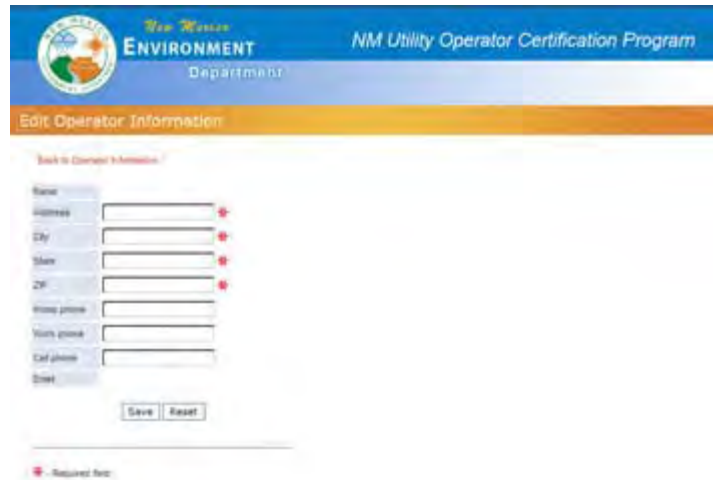 New Mexico
ENVIRONMENT
Department
NM Utility Operator Certification Program
Edit Operator Information
Back to Operator Information
Name
Address
City
State
ZIP
Home phone
Work phone
Cell phone
Email
Save Reset
- Required field